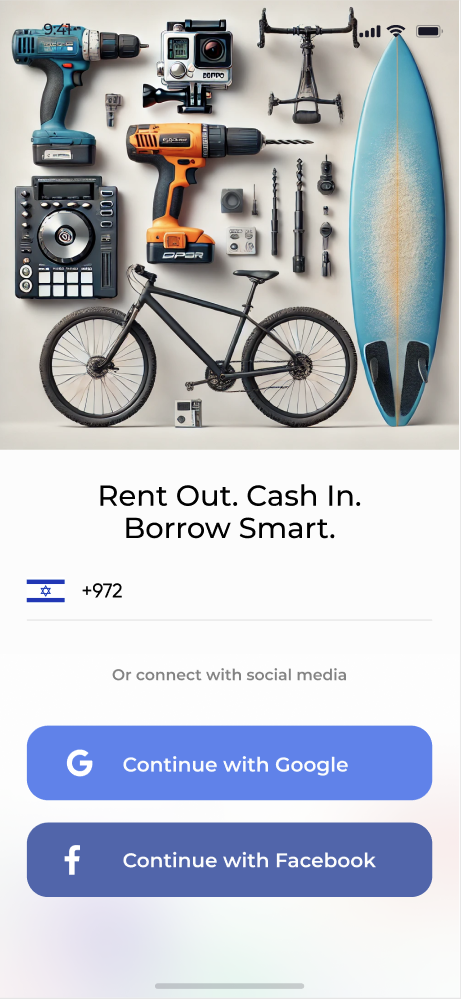 9:41
Rent Out. Cash In.
Borrow Smart.
+972
Or connect with social media
G Continue with Google
f Continue with Facebook